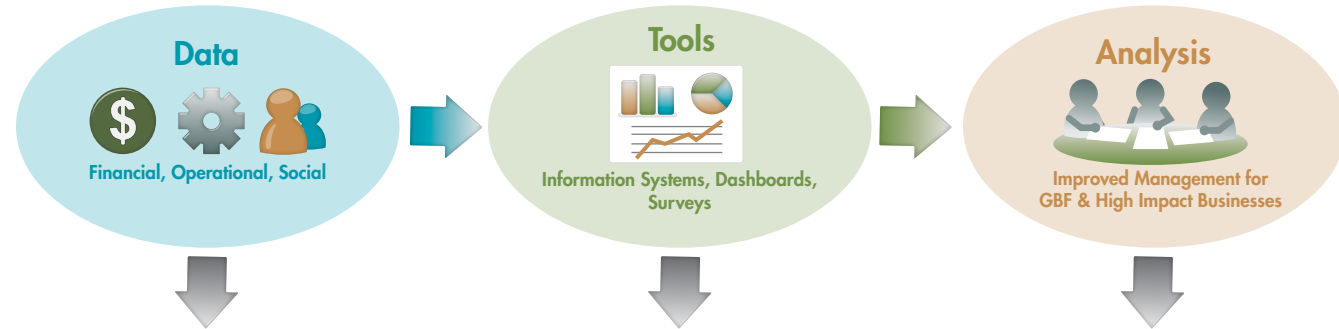 Data
$
Financial, Operational, Social
Tools
Information Systems, Dashboards,
Surveys
Analysis
Improved Management for
GBF & High Impact Businesses